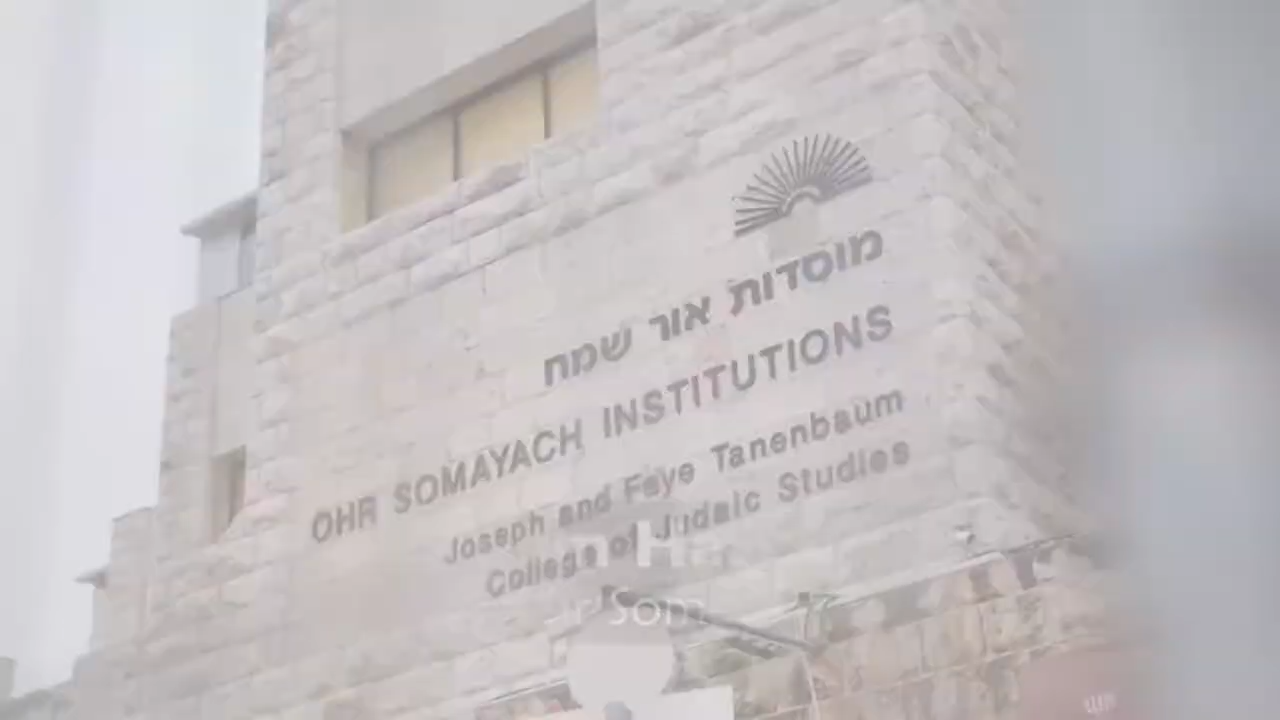 מוסדות אור שמח
OHR SOMAYACH INSTITUTIONS
Joseph and Faye Tanenbaum
College of Judaic Studies